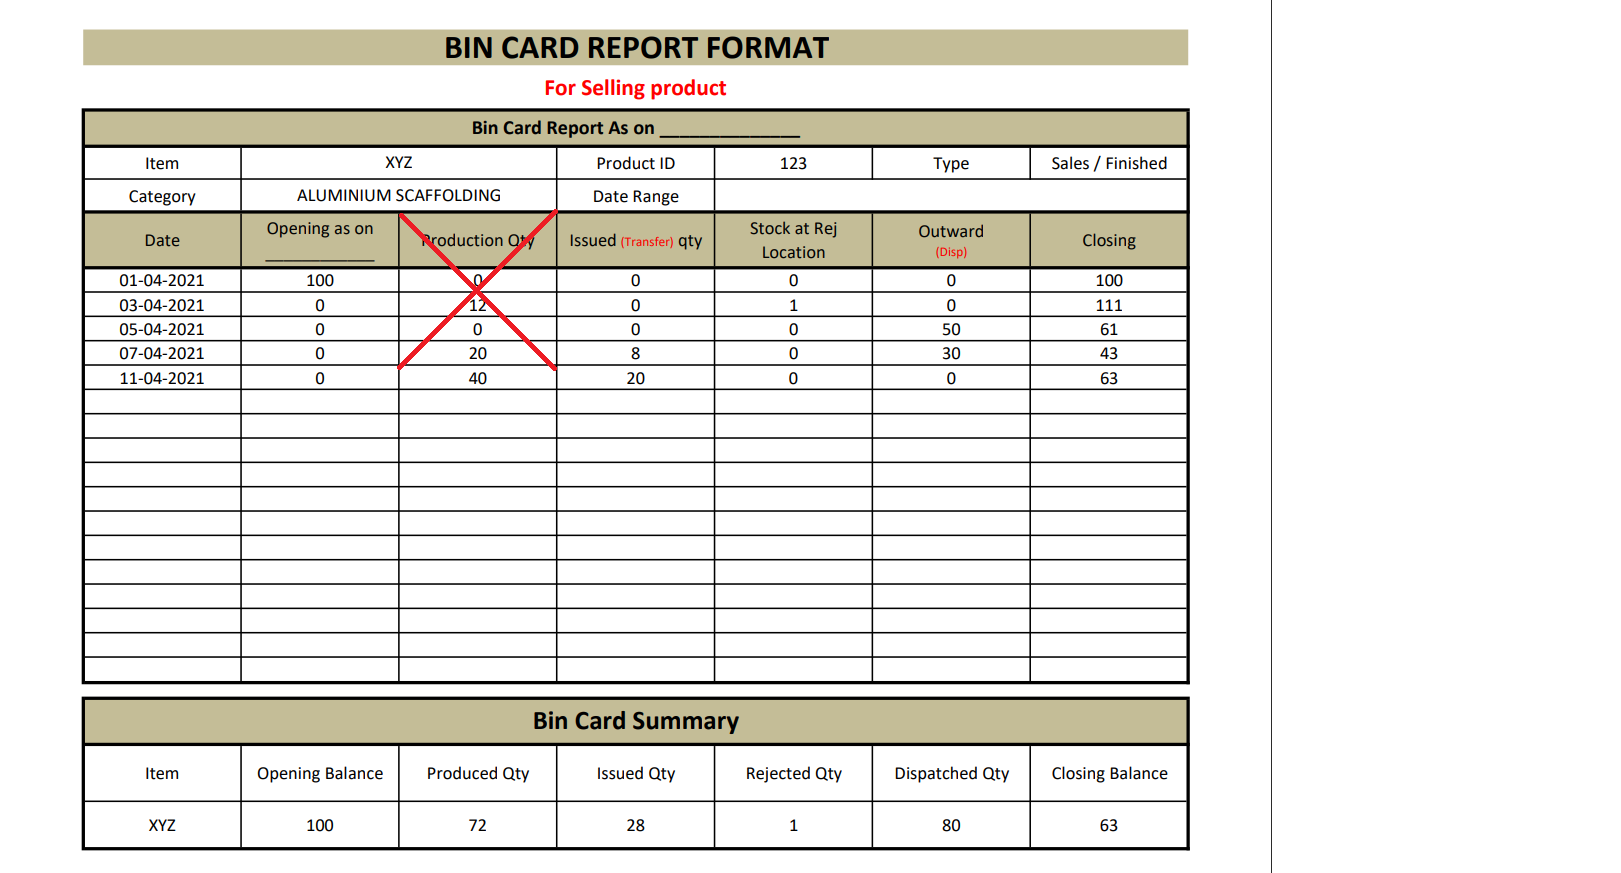 BIN CARD REPORT FORMAT
For Selling product
Bin Card Report As on ______________
Item XYZ Product ID 123 Type Sales / Finished
Category ALUMINIUM SCAFFOLDING Date Range
Date Opening as on ____________ Production Qty Issued (Transfer) qty Stock at Rej Location Outward (Disp) Closing
01-04-2021 100 0 0 0 0 100
03-04-2021 0 12 0 1 0 111
05-04-2021 0 0 0 0 50 61
07-04-2021 0 20 8 0 30 43
11-04-2021 0 40 20 0 0 63
Bin Card Summary
Item Opening Balance Produced Qty Issued Qty Rejected Qty Dispatched Qty Closing Balance
XYZ 100 72 28 1 80 63